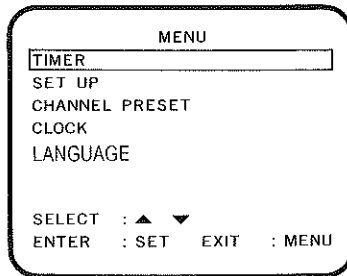 MENU
TIMER
SET UP
CHANNEL PRESET
CLOCK
LANGUAGE
SELECT : ▲ ▼
ENTER : SET EXIT : MENU